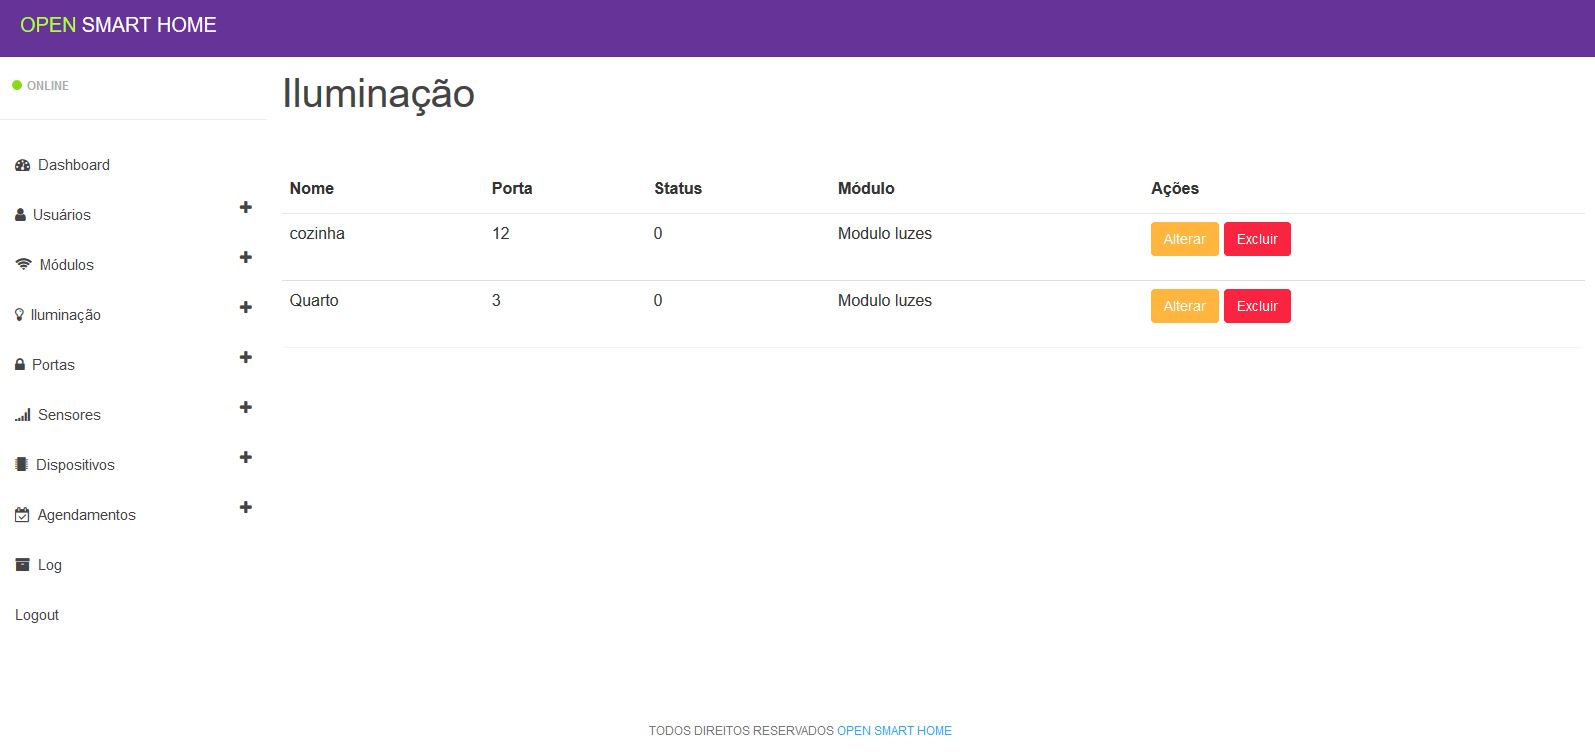 OPEN SMART HOME
ONLINE
Iluminação
Dashboard
Usuários
Módulos
Iluminação
Portas
Sensores
Dispositivos
Agendamentos
Log
Logout
Nome Porta Status Módulo Ações
cozinha 12 0 Modulo luzes Alterar Excluir
Quarto 3 0 Modulo luzes Alterar Excluir
TODOS DIREITOS RESERVADOS OPEN SMART HOME